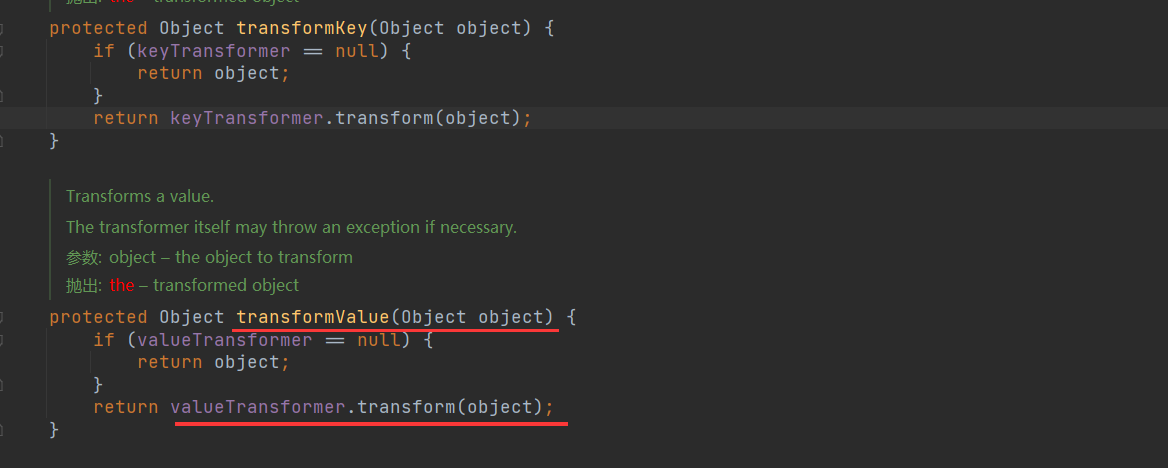 抛出: the – transformed object
protected Object transformKey(Object object) {
if (keyTransformer == null) {
return object;
}
return keyTransformer.transform(object);
}
Transforms a value.
The transformer itself may throw an exception if necessary.
参数: object – the object to transform
抛出: the – transformed object
protected Object transformValue(Object object) {
if (valueTransformer == null) {
return object;
}
return valueTransformer.transform(object);
}